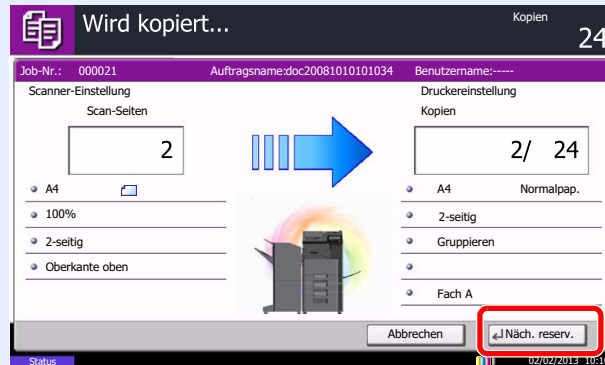 Wird kopiert...
Kopien
24
Job-Nr.: 000021 Auftragsname:doc20081010101034 Benutzername:-----
Scanner-Einstellung
Druckereinstellung
Scan-Seiten
Kopien
2
2/ 24
A4
A4 Normalpap.
100%
2-seitig
2-seitig
Gruppieren
Oberkante oben
Fach A
Abbrechen
Näch. reserv.
Status
02/02/2013 10:10